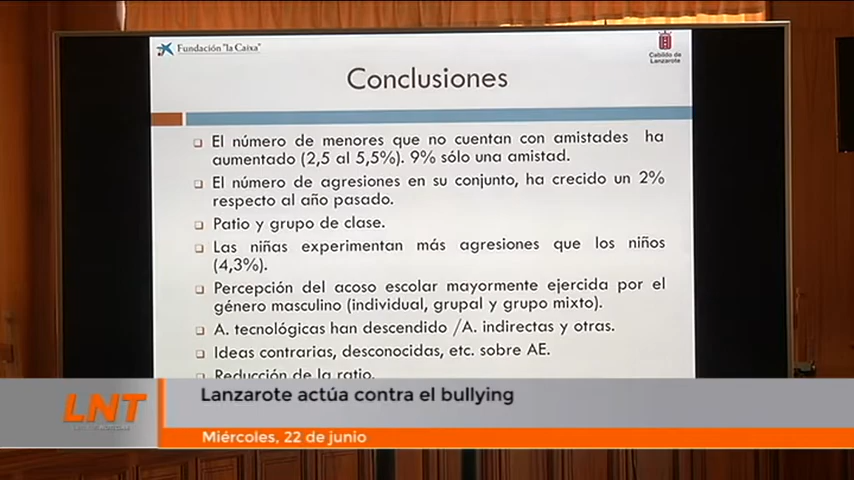 Fundación "la Caixa"
Cabildo de
Lanzarote
Conclusiones
El número de menores que no cuentan con amistades ha
aumentado (2,5 al 5,5%). 9% sólo una amistad.
El número de agresiones en su conjunto, ha crecido un 2%
respecto al año pasado.
Patio y grupo de clase.
Las niñas experimentan más agresiones que los niños
(4,3%).
Percepción del acoso escolar mayormente ejercida por el
género masculino (individual, grupal y grupo mixto).
A. tecnológicas han descendido /A. indirectas y otras.
Ideas contrarias, desconocidas, etc. sobre AE.
Reducción de la ratio.
Lanzarote actúa contra el bullying
LNT
Miércoles, 22 de junio